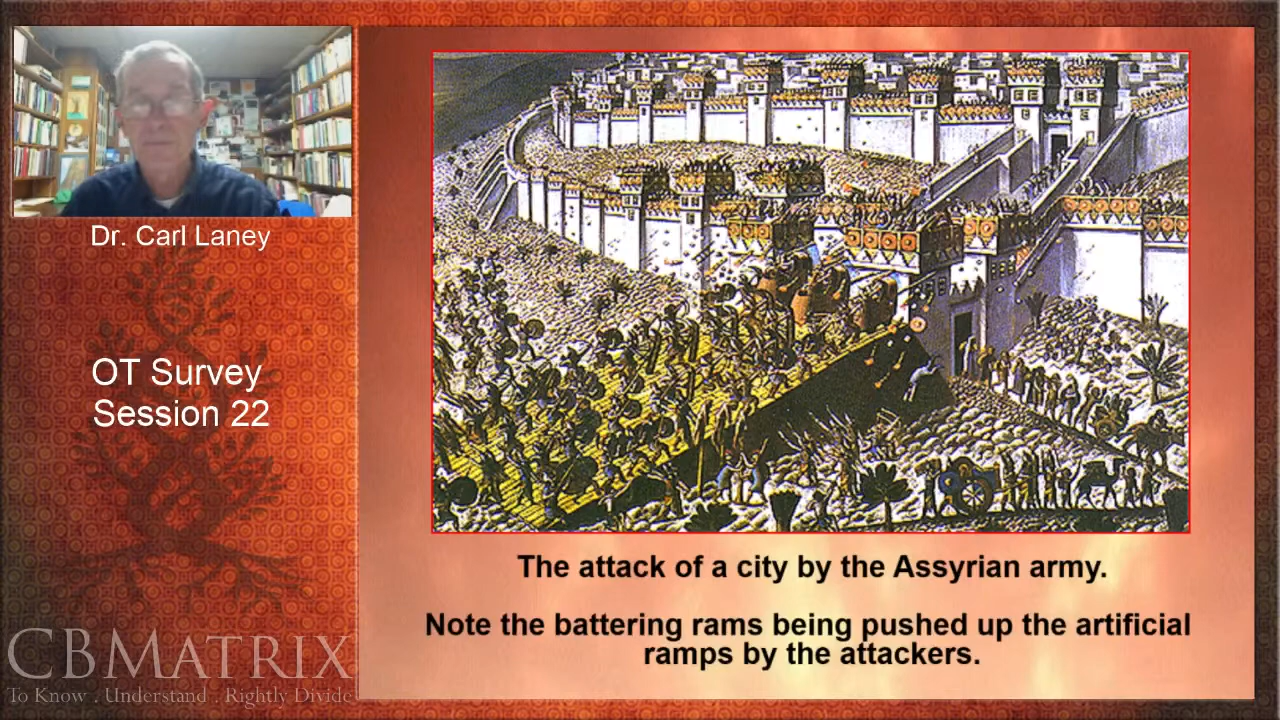 Dr. Carl Laney
OT Survey
Session 22
CBMATRIX
To Know . Understand . Rightly Divide
The attack of a city by the Assyrian army.
Note the battering rams being pushed up the artificial
ramps by the attackers.